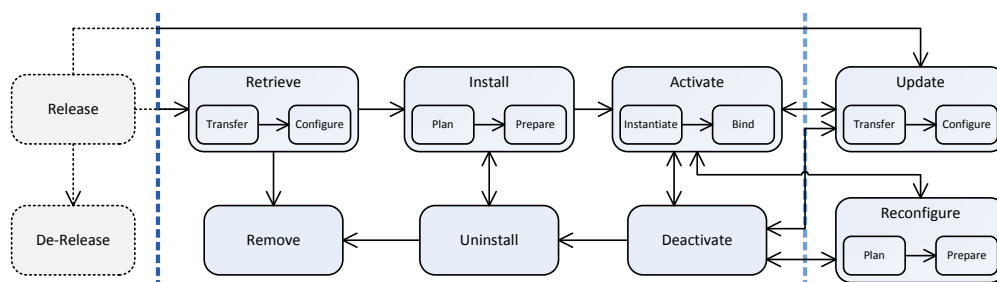 Release
De-Release
Retrieve
Transfer
Configure
Install
Plan
Prepare
Activate
Instantiate
Bind
Update
Transfer
Configure
Remove
Uninstall
Deactivate
Reconfigure
Plan
Prepare